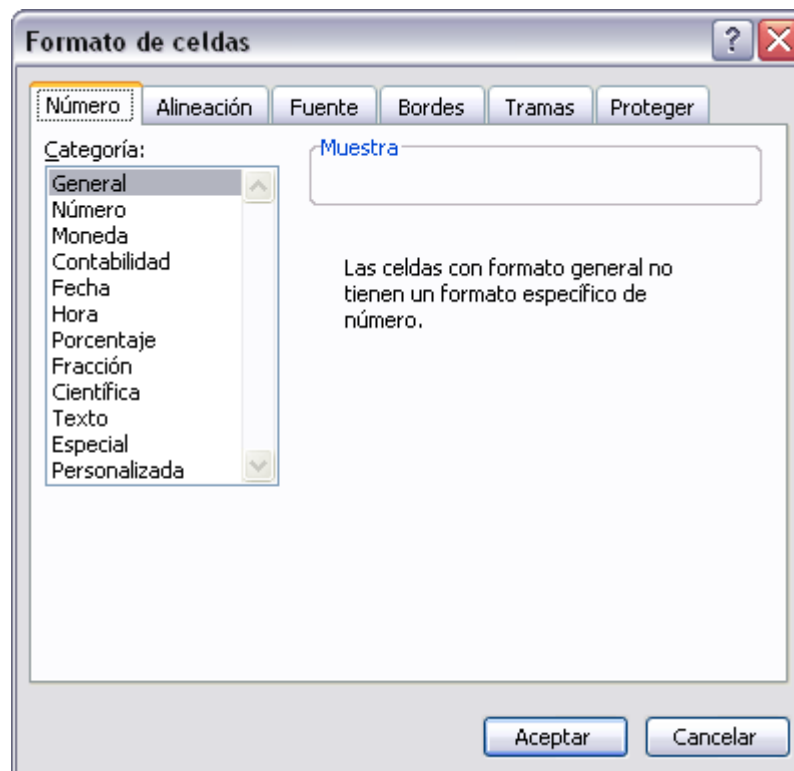 Formato de celdas
Número Alineación Fuente Bordes Tramas Proteger
Categoría:
General
Número
Moneda
Contabilidad
Fecha
Hora
Porcentaje
Fracción
Científica
Texto
Especial
Personalizada
Muestra
Las celdas con formato general no
tienen un formato específico de
número.
Aceptar Cancelar